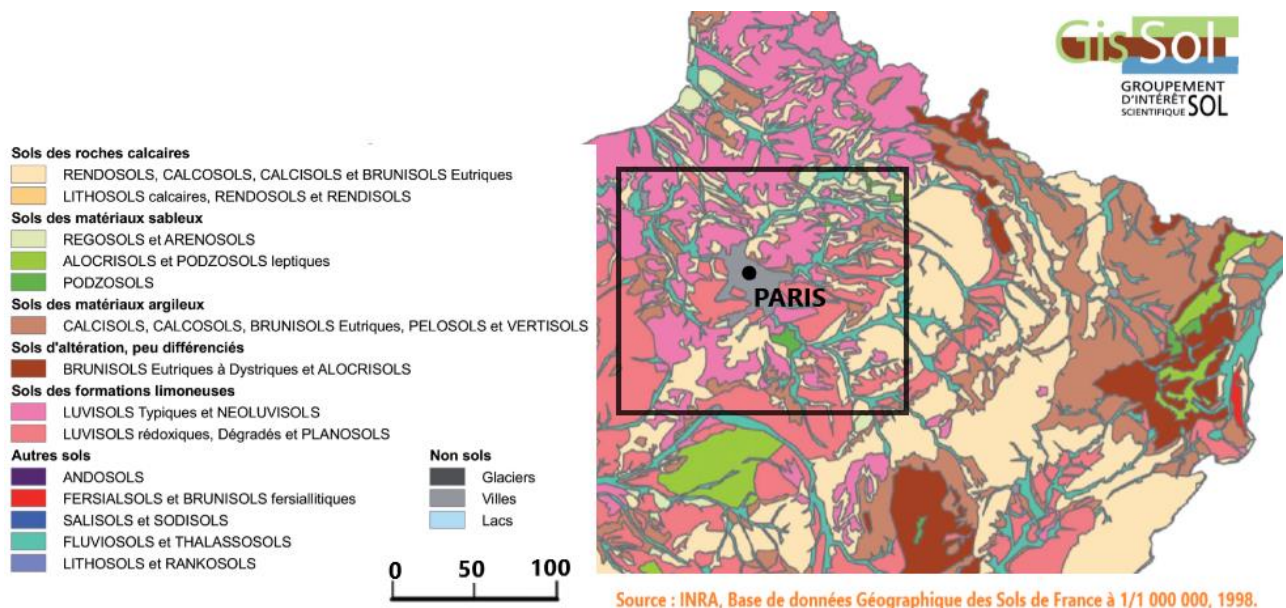 Gis Sol
GROUPEMENT
D'INTÉRÊT
SCIENTIFIQUE SOL
Sols des roches calcaires
RENDOSOLS, CALCOSOLS, CALCISOLS et BRUNISOLS Eutriques
LITHOSOLS calcaires, RENDOSOLS et RENDISOLS
Sols des matériaux sableux
REGOSOLS et ARENOSOLS
ALOCRISOLS et PODZOSOLS leptiques
PODZOSOLS
Sols des matériaux argileux
CALCISOLS, CALCOSOLS, BRUNISOLS Eutriques, PELOSOLS et VERTISOLS
Sols d'altération, peu différenciés
BRUNISOLS Eutriques à Dystriques et ALOCRISOLS
Sols des formations limoneuses
LUVISOLS Typiques et NEOLUVISOLS
LUVISOLS rédoxiques, Dégradés et PLANOSOLS
Autres sols
ANDOSOLS
FERSIALSOLS et BRUNISOLS fersiallitiques
SALISOLS et SODISOLS
FLUVIOSOLS et THALASSOSOLS
LITHOSOLS et RANKOSOLS
Non sols
Glaciers
Villes
Lacs
0 50 100
PARIS
Source : INRA, Base de données Géographique des Sols de France à 1/1 000 000, 1998.